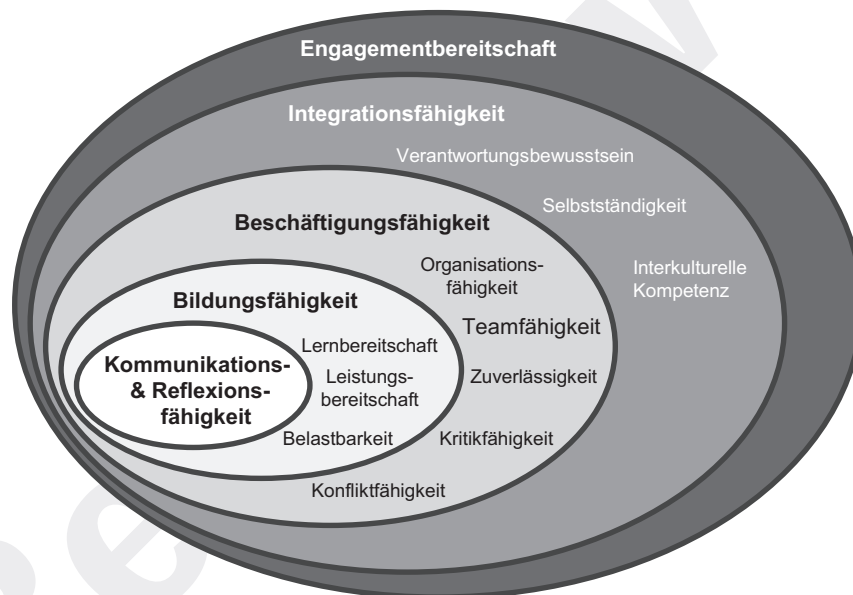 Engagementbereitschaft
Integrationsfähigkeit
Verantwortungsbewusstsein
Selbstständigkeit
Interkulturelle
Kompetenz
Beschäftigungsfähigkeit
Organisations-
fähigkeit
Teamfähigkeit
Zuverlässigkeit
Kritikfähigkeit
Konfliktfähigkeit
Bildungsfähigkeit
Lernbereitschaft
Leistungs-
bereitschaft
Belastbarkeit
Kommunikations-
& Reflexions-
fähigkeit